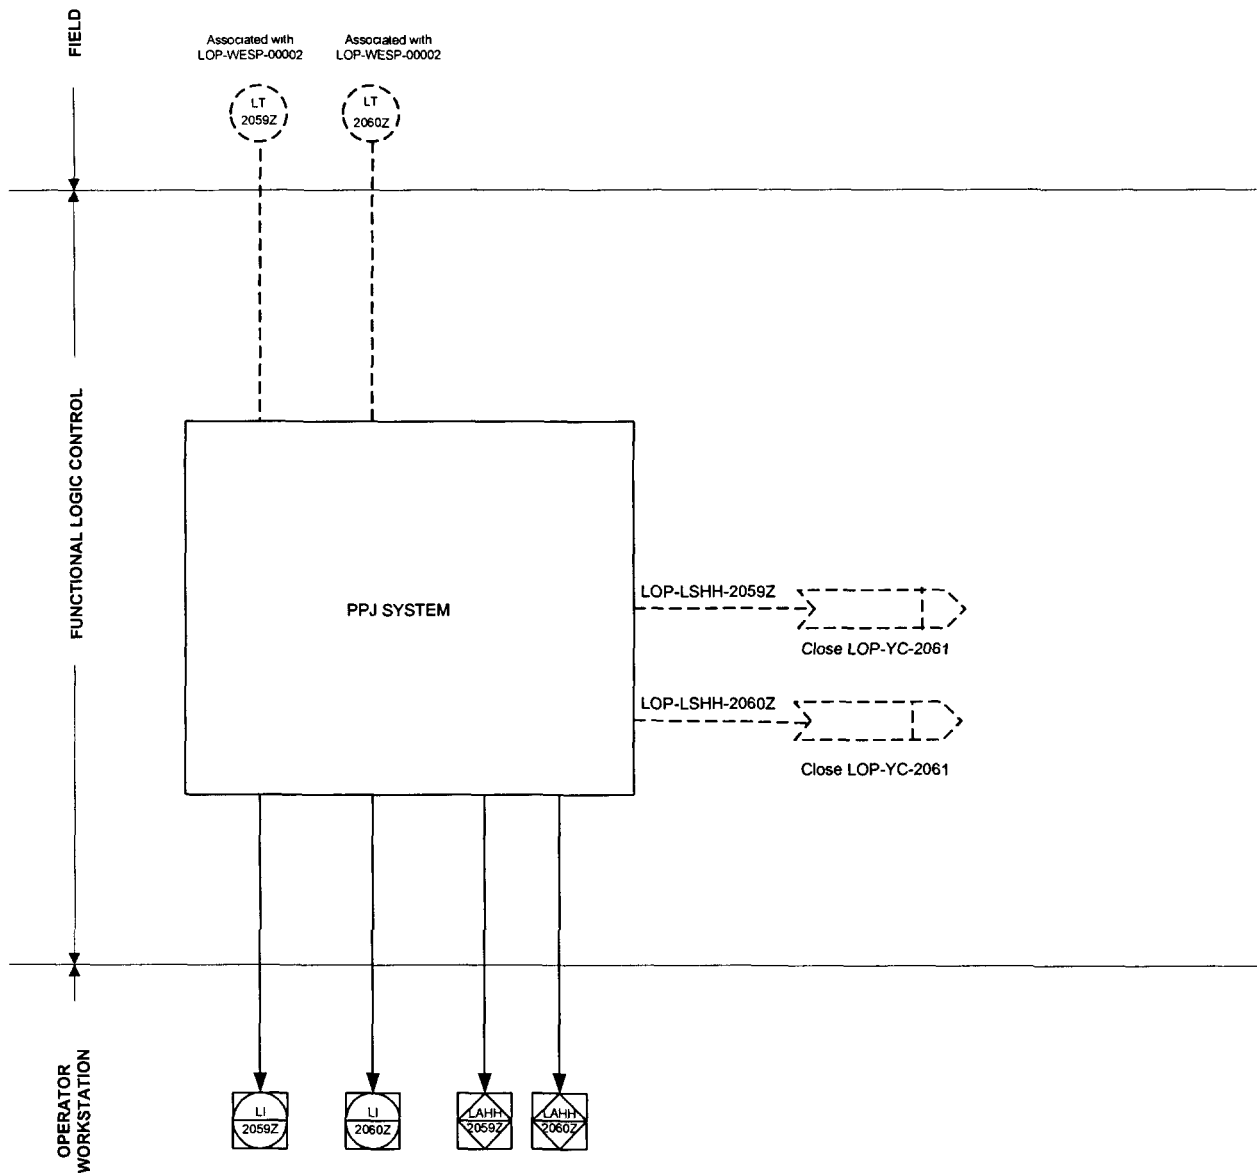 FIELD
Associated with
LOP-WESP-00002
Associated with
LOP-WESP-00002
LT
2059Z
LT
2060Z
FUNCTIONAL LOGIC CONTROL
PPJ SYSTEM
LOP-LSHH-2059Z
Close LOP-YC-2061
LOP-LSHH-2060Z
Close LOP-YC-2061
OPERATOR
WORKSTATION
LI
2059Z
LI
2060Z
LAHH
2059Z
LAHH
2060Z